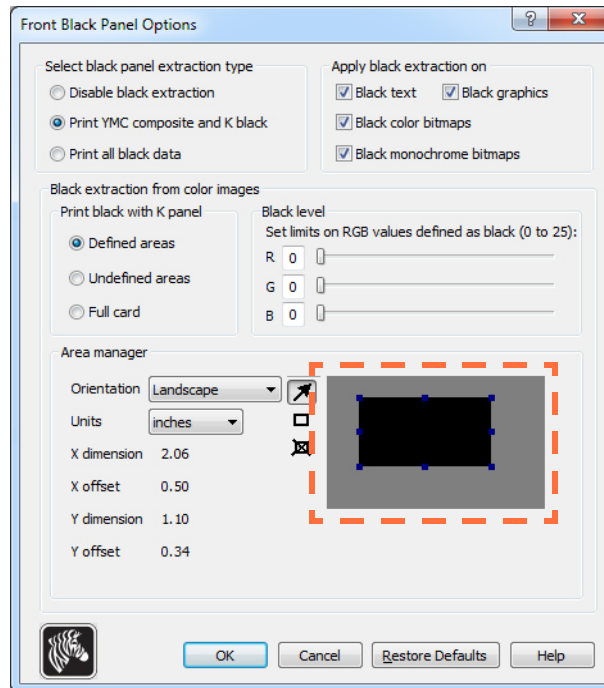 Front Black Panel Options
?
X
Select black panel extraction type
Disable black extraction
Print YMC composite and K black
Print all black data
Apply black extraction on
Black text
Black graphics
Black color bitmaps
Black monochrome bitmaps
Black extraction from color images
Print black with K panel
Defined areas
Undefined areas
Full card
Black level
Set limits on RGB values defined as black (0 to 25):
R 0
G 0
B 0
Area manager
Orientation Landscape
Units inches
X dimension 2.06
X offset 0.50
Y dimension 1.10
Y offset 0.34
OK
Cancel
Restore Defaults
Help